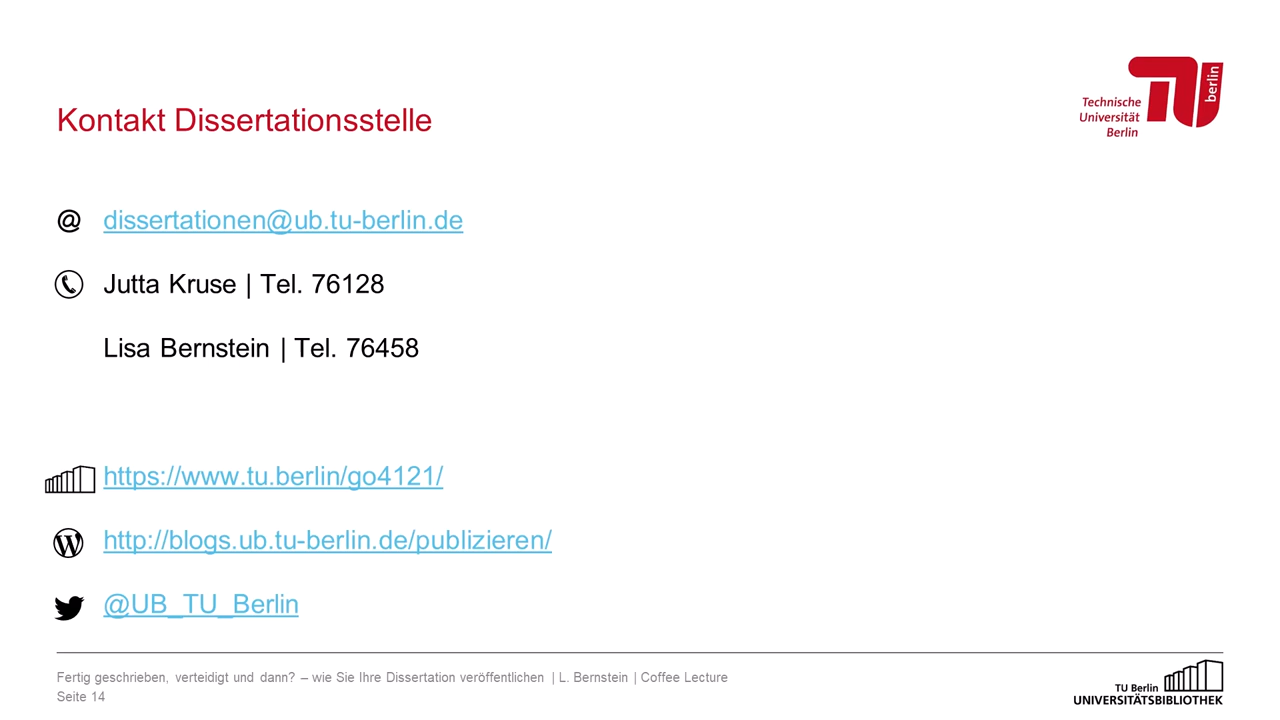 Technische
Universität
Berlin
berlin
Kontakt Dissertationsstelle
@ dissertationen@ub.tu-berlin.de
Jutta Kruse | Tel. 76128
Lisa Bernstein | Tel. 76458
https://www.tu.berlin/go4121/
http://blogs.ub.tu-berlin.de/publizieren/
@UB_TU_Berlin
Fertig geschrieben, verteidigt und dann? – wie Sie Ihre Dissertation veröffentlichen | L. Bernstein | Coffee Lecture
Seite 14
TU Berlin
UNIVERSITÄTSBIBLIOTHEK